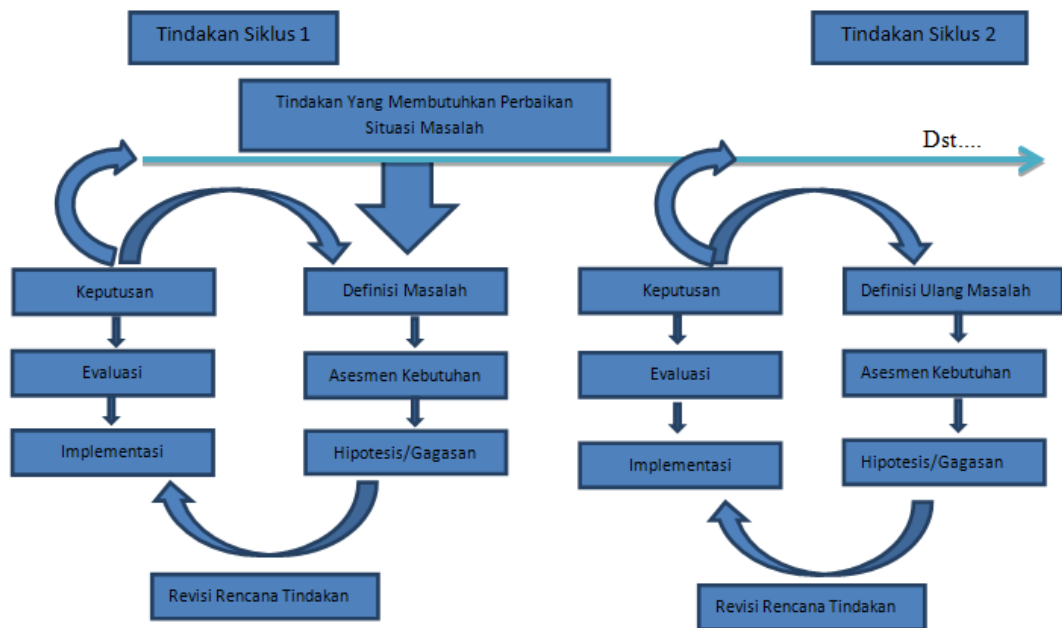 Tindakan Siklus 1
Tindakan Siklus 2
Tindakan Yang Membutuhkan Perbaikan
Situasi Masalah
Dst....
Keputusan
Definisi Masalah
Keputusan
Definisi Ulang Masalah
Evaluasi
Asesmen Kebutuhan
Evaluasi
Asesmen Kebutuhan
Implementasi
Hipotesis/Gagasan
Implementasi
Hipotesis/Gagasan
Revisi Rencana Tindakan
Revisi Rencana Tindakan